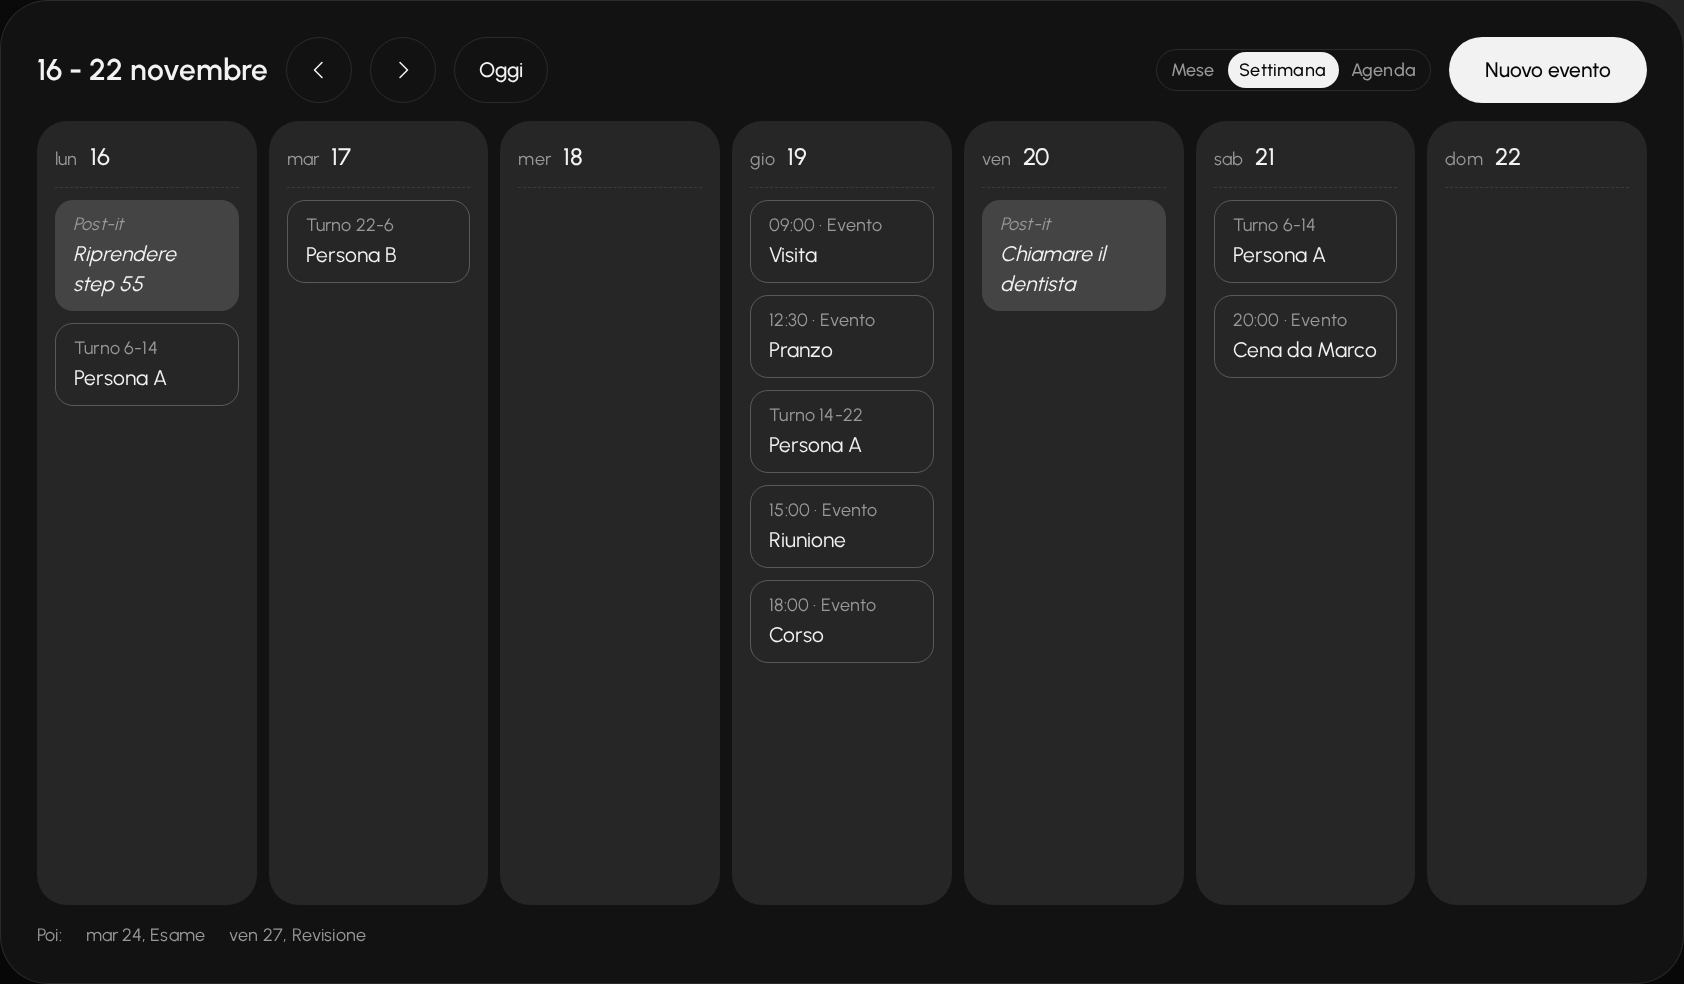 16 - 22 novembre
Oggi
Mese
Settimana
Agenda
Nuovo evento
lun 16
Post-it
Riprendere
step 55
Turno 6-14
Persona A
mar 17
Turno 22-6
Persona B
mer 18
gio 19
09:00 · Evento
Visita
12:30 · Evento
Pranzo
Turno 14-22
Persona A
15:00 · Evento
Riunione
18:00 · Evento
Corso
ven 20
Post-it
Chiamare il
dentista
sab 21
Turno 6-14
Persona A
20:00 · Evento
Cena da Marco
dom 22
Poi: mar 24, Esame ven 27, Revisione